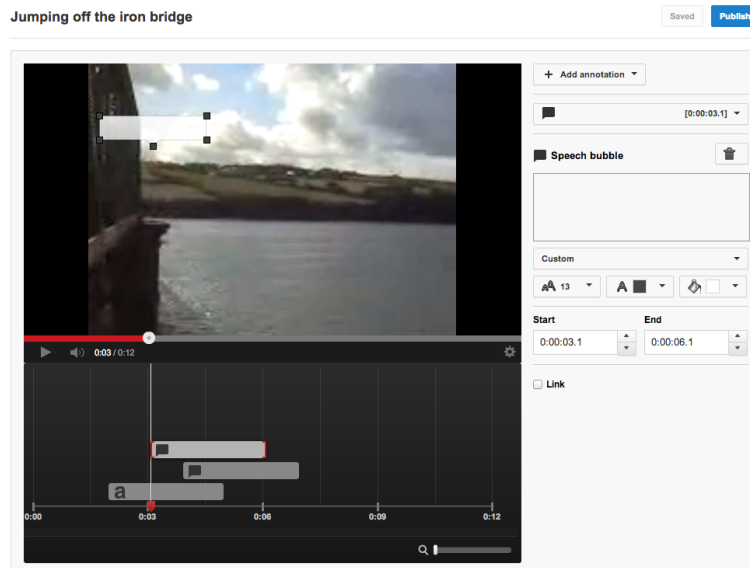 Jumping off the iron bridge
Saved
Publish
+ Add annotation
[0:00:03.1]
Speech bubble
Custom
AA 13
A
Start
End
0:00:03.1
0:00:06.1
Link
0:03 / 0:12
a
0:00
0:03
0:06
0:09
0:12